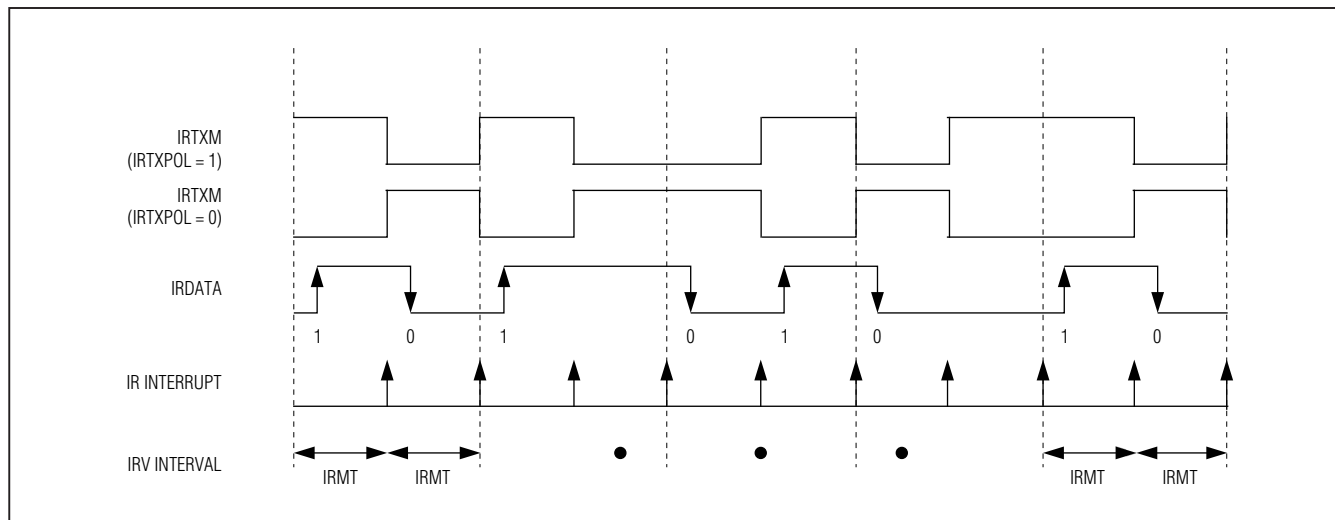 IRTXM
(IRTXPOL = 1)
IRTXM
(IRTXPOL = 0)
IRDATA
1 0 1 0 1 0 1 0
IR INTERRUPT
IRV INTERVAL
IRMT IRMT IRMT IRMT